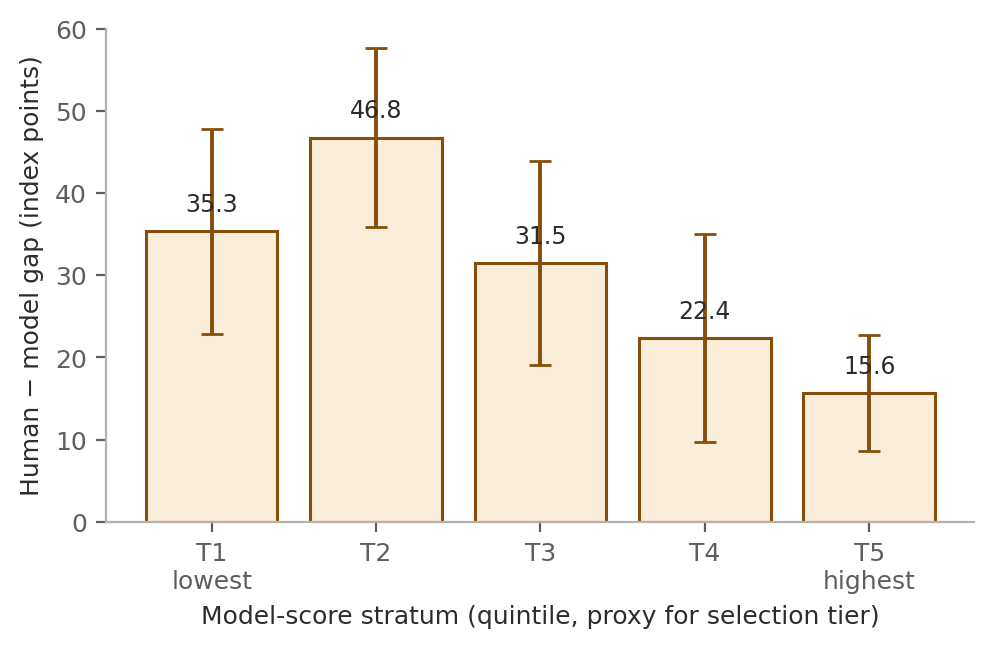 Human − model gap (index points)
60
50
40
30
20
10
0
35.3
46.8
31.5
22.4
15.6
T1
lowest
T2
T3
T4
T5
highest
Model-score stratum (quintile, proxy for selection tier)